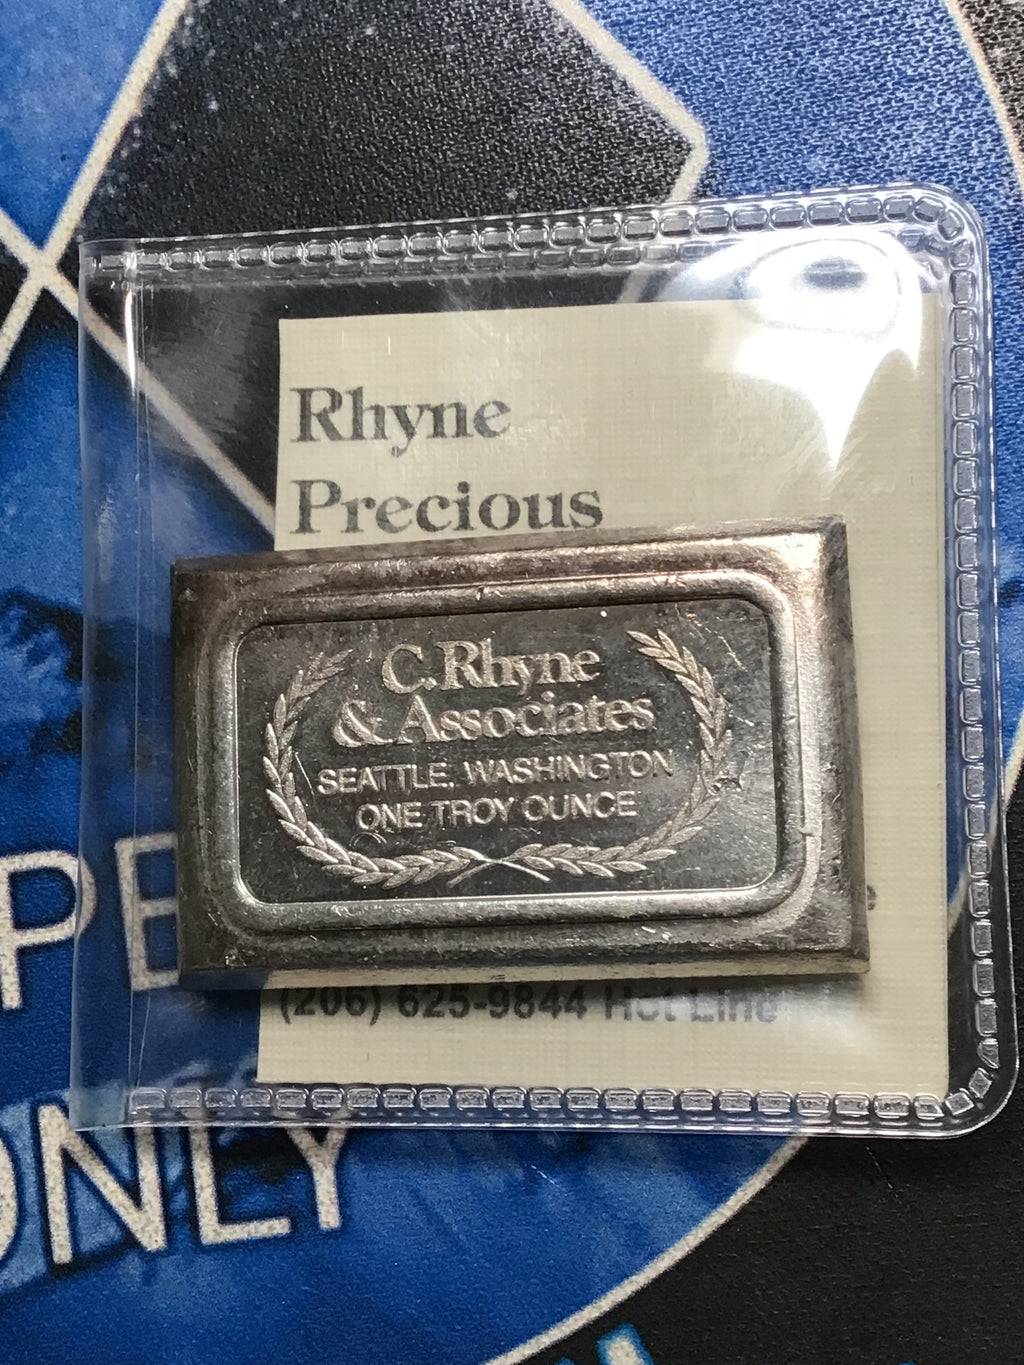 Rhyne
Precious
C.Rhyne
& Associates
SEATTLE, WASHINGTON
ONE TROY OUNCE
(206) 625-9844 Hot Line
PE
ONLY